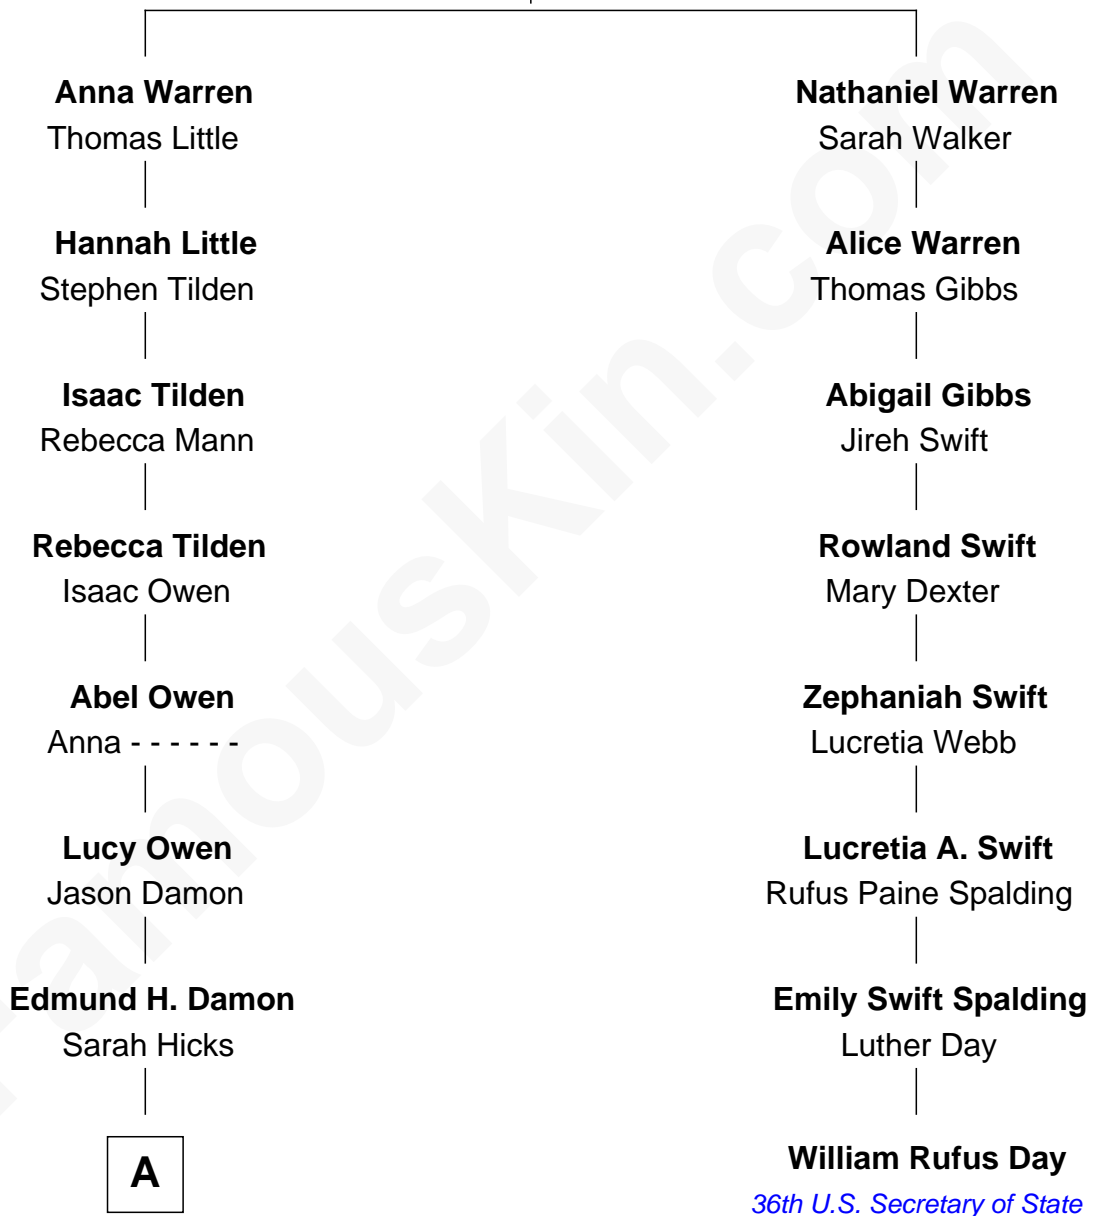 Anna Warren
Thomas Little
Nathaniel Warren
Sarah Walker
Hannah Little
Stephen Tilden
Alice Warren
Thomas Gibbs
Isaac Tilden
Rebecca Mann
Abigail Gibbs
Jireh Swift
Rebecca Tilden
Isaac Owen
Rowland Swift
Mary Dexter
Abel Owen
Anna - - - - - -
Zephaniah Swift
Lucretia Webb
Lucy Owen
Jason Damon
Lucretia A. Swift
Rufus Paine Spalding
Edmund H. Damon
Sarah Hicks
Emily Swift Spalding
Luther Day
A
William Rufus Day
36th U.S. Secretary of State
FamousKin.com